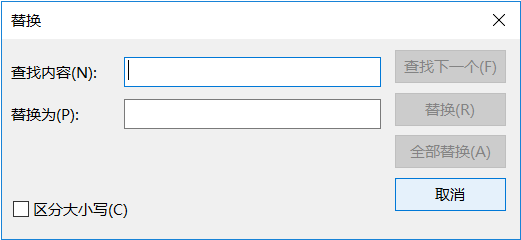 替换
查找内容(N):
查找下一个(F)
替换为(P):
替换(R)
全部替换(A)
取消
区分大小写(C)